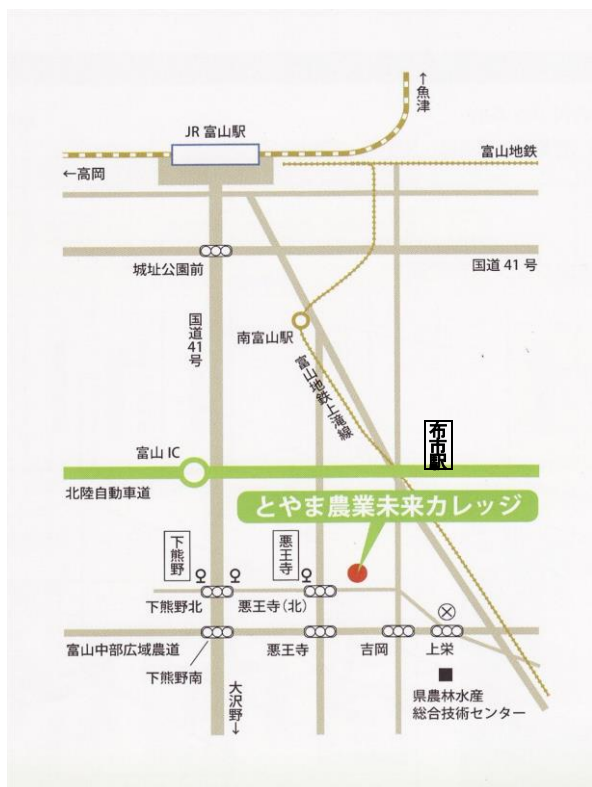 ↑魚津
JR 富山駅
富山地鉄
←高岡
城址公園前
国道 41 号
国道41号
南富山駅
富山地鉄上滝線
布市駅
富山 IC
北陸自動車道
とやま農業未来カレッジ
下熊野
悪王寺
下熊野北
悪王寺（北）
富山中部広域農道
悪王寺
吉岡
上栄
下熊野南
大沢野↓
県農林水産
総合技術センター